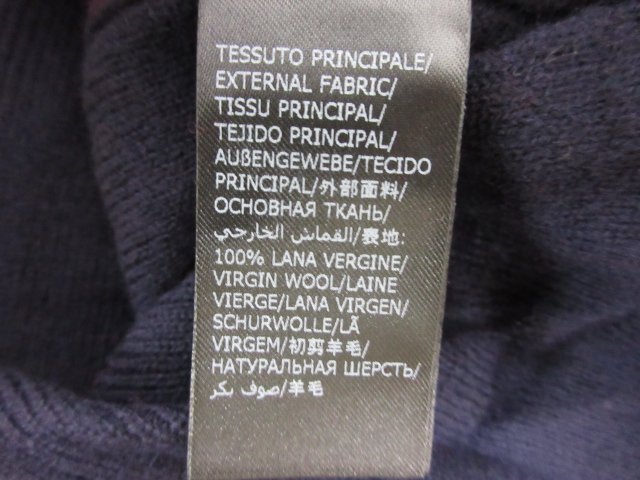 TESSUTO PRINCIPALE/
EXTERNAL FABRIC/
TISSU PRINCIPAL/
TEJIDO PRINCIPAL/
AUßENGEWEBE/TECIDO
PRINCIPAL/外部面料/
ОСНОВНАЯ ТКАНЬ/
القماش الخارجي/表地:
100% LANA VERGINE/
VIRGIN WOOL/LAINE
VIERGE/LANA VIRGEN/
SCHURWOLLE/LÃ
VIRGEM/初剪羊毛/
НАТУРАЛЬНАЯ ШЕРСТЬ/
صوف بكر/羊毛